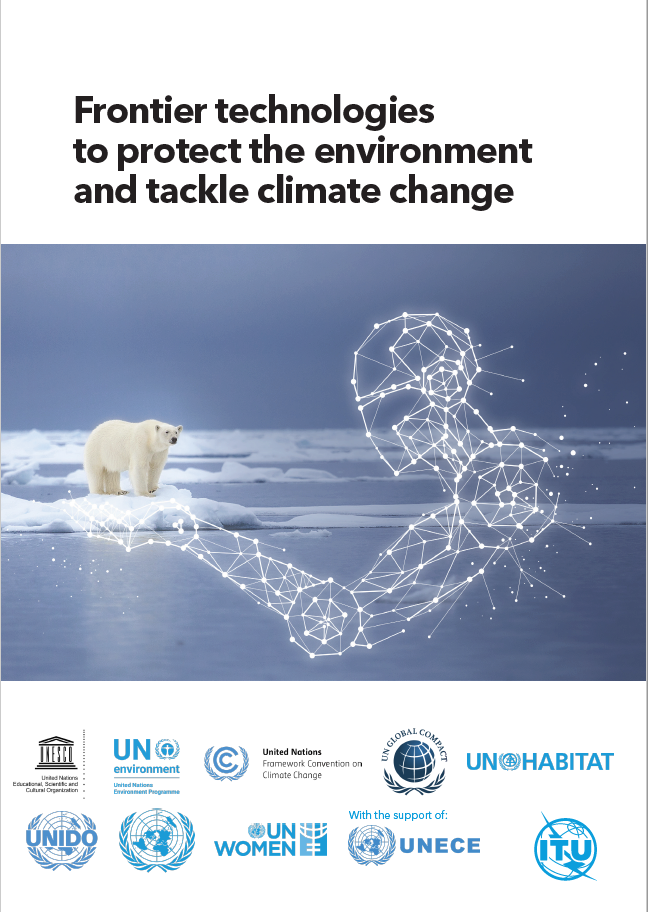 Frontier technologies
to protect the environment
and tackle climate change
UNESCO
United Nations
Educational, Scientific and
Cultural Organization
UN
environment
United Nations
Environment Programme
United Nations
Framework Convention on
Climate Change
UN GLOBAL COMPACT
UN HABITAT
UNIDO
UN
WOMEN
With the support of:
UNECE
ITU